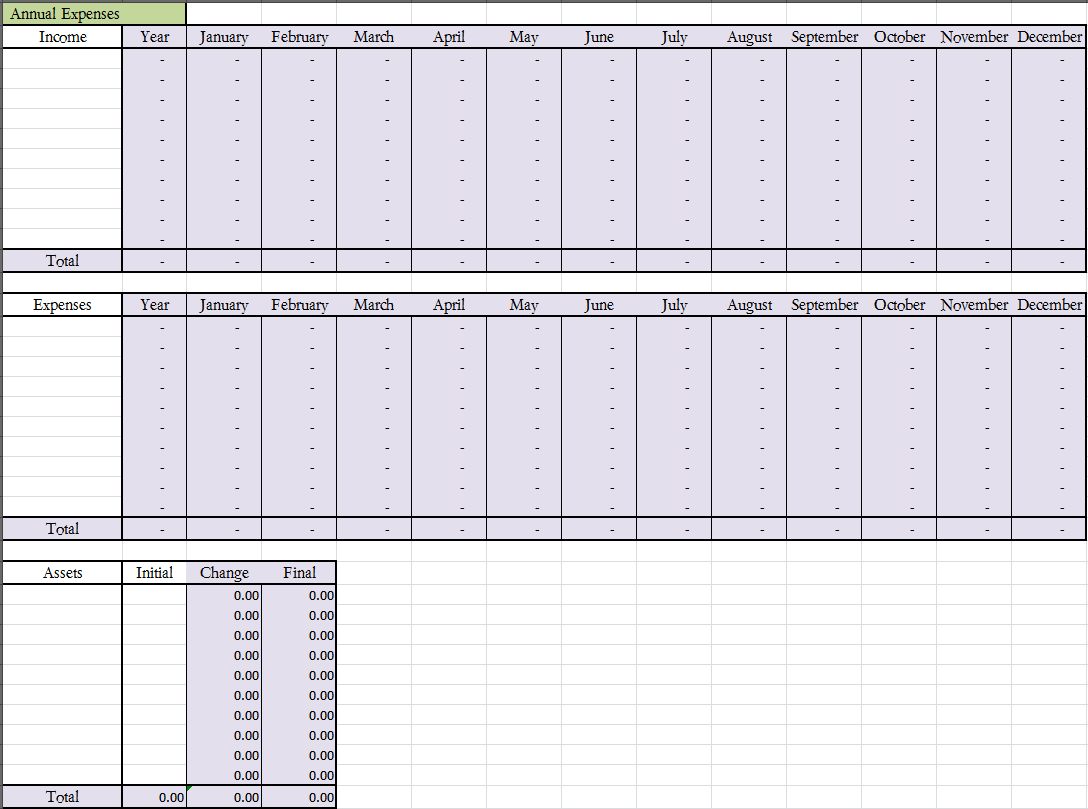 Annual Expenses
Income Year January February March April May June July August September October November December
- - - - - - - - - - - - -
- - - - - - - - - - - - -
- - - - - - - - - - - - -
- - - - - - - - - - - - -
- - - - - - - - - - - - -
- - - - - - - - - - - - -
- - - - - - - - - - - - -
- - - - - - - - - - - - -
- - - - - - - - - - - - -
- - - - - - - - - - - - -
Total - - - - - - - - - - - - -
Expenses Year January February March April May June July August September October November December
- - - - - - - - - - - - -
- - - - - - - - - - - - -
- - - - - - - - - - - - -
- - - - - - - - - - - - -
- - - - - - - - - - - - -
- - - - - - - - - - - - -
- - - - - - - - - - - - -
- - - - - - - - - - - - -
- - - - - - - - - - - - -
- - - - - - - - - - - - -
Total - - - - - - - - - - - - -
Assets Initial Change Final
0.00 0.00
0.00 0.00
0.00 0.00
0.00 0.00
0.00 0.00
0.00 0.00
0.00 0.00
0.00 0.00
0.00 0.00
0.00 0.00
Total 0.00 0.00 0.00